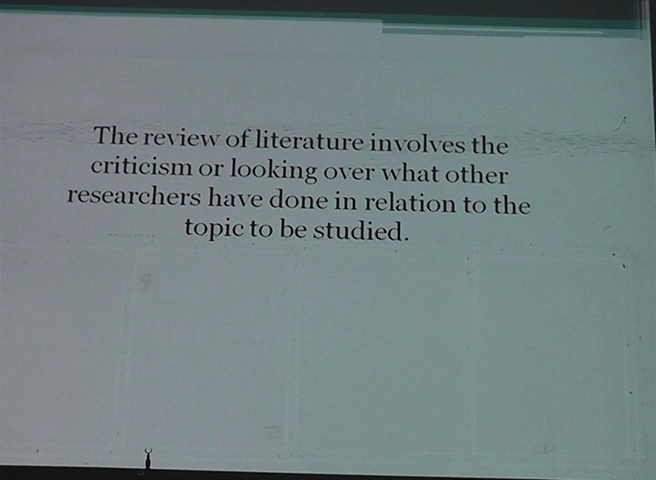 The review of literature involves the
criticism or looking over what other
researchers have done in relation to the
topic to be studied.